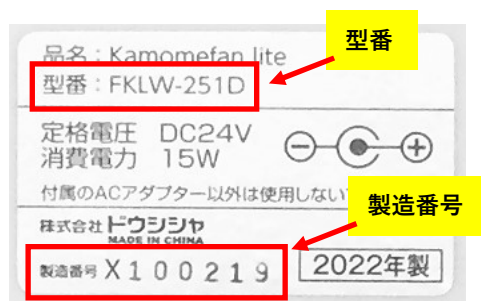 型番
品名：Kamomefan lite
型番：FKLW-251D
定格電圧 DC24V
消費電力 15W
付属のACアダプター以外は使用しない
製造番号
株式会社ドウシシャ
MADE IN CHINA
製造番号 X100219
2022年製